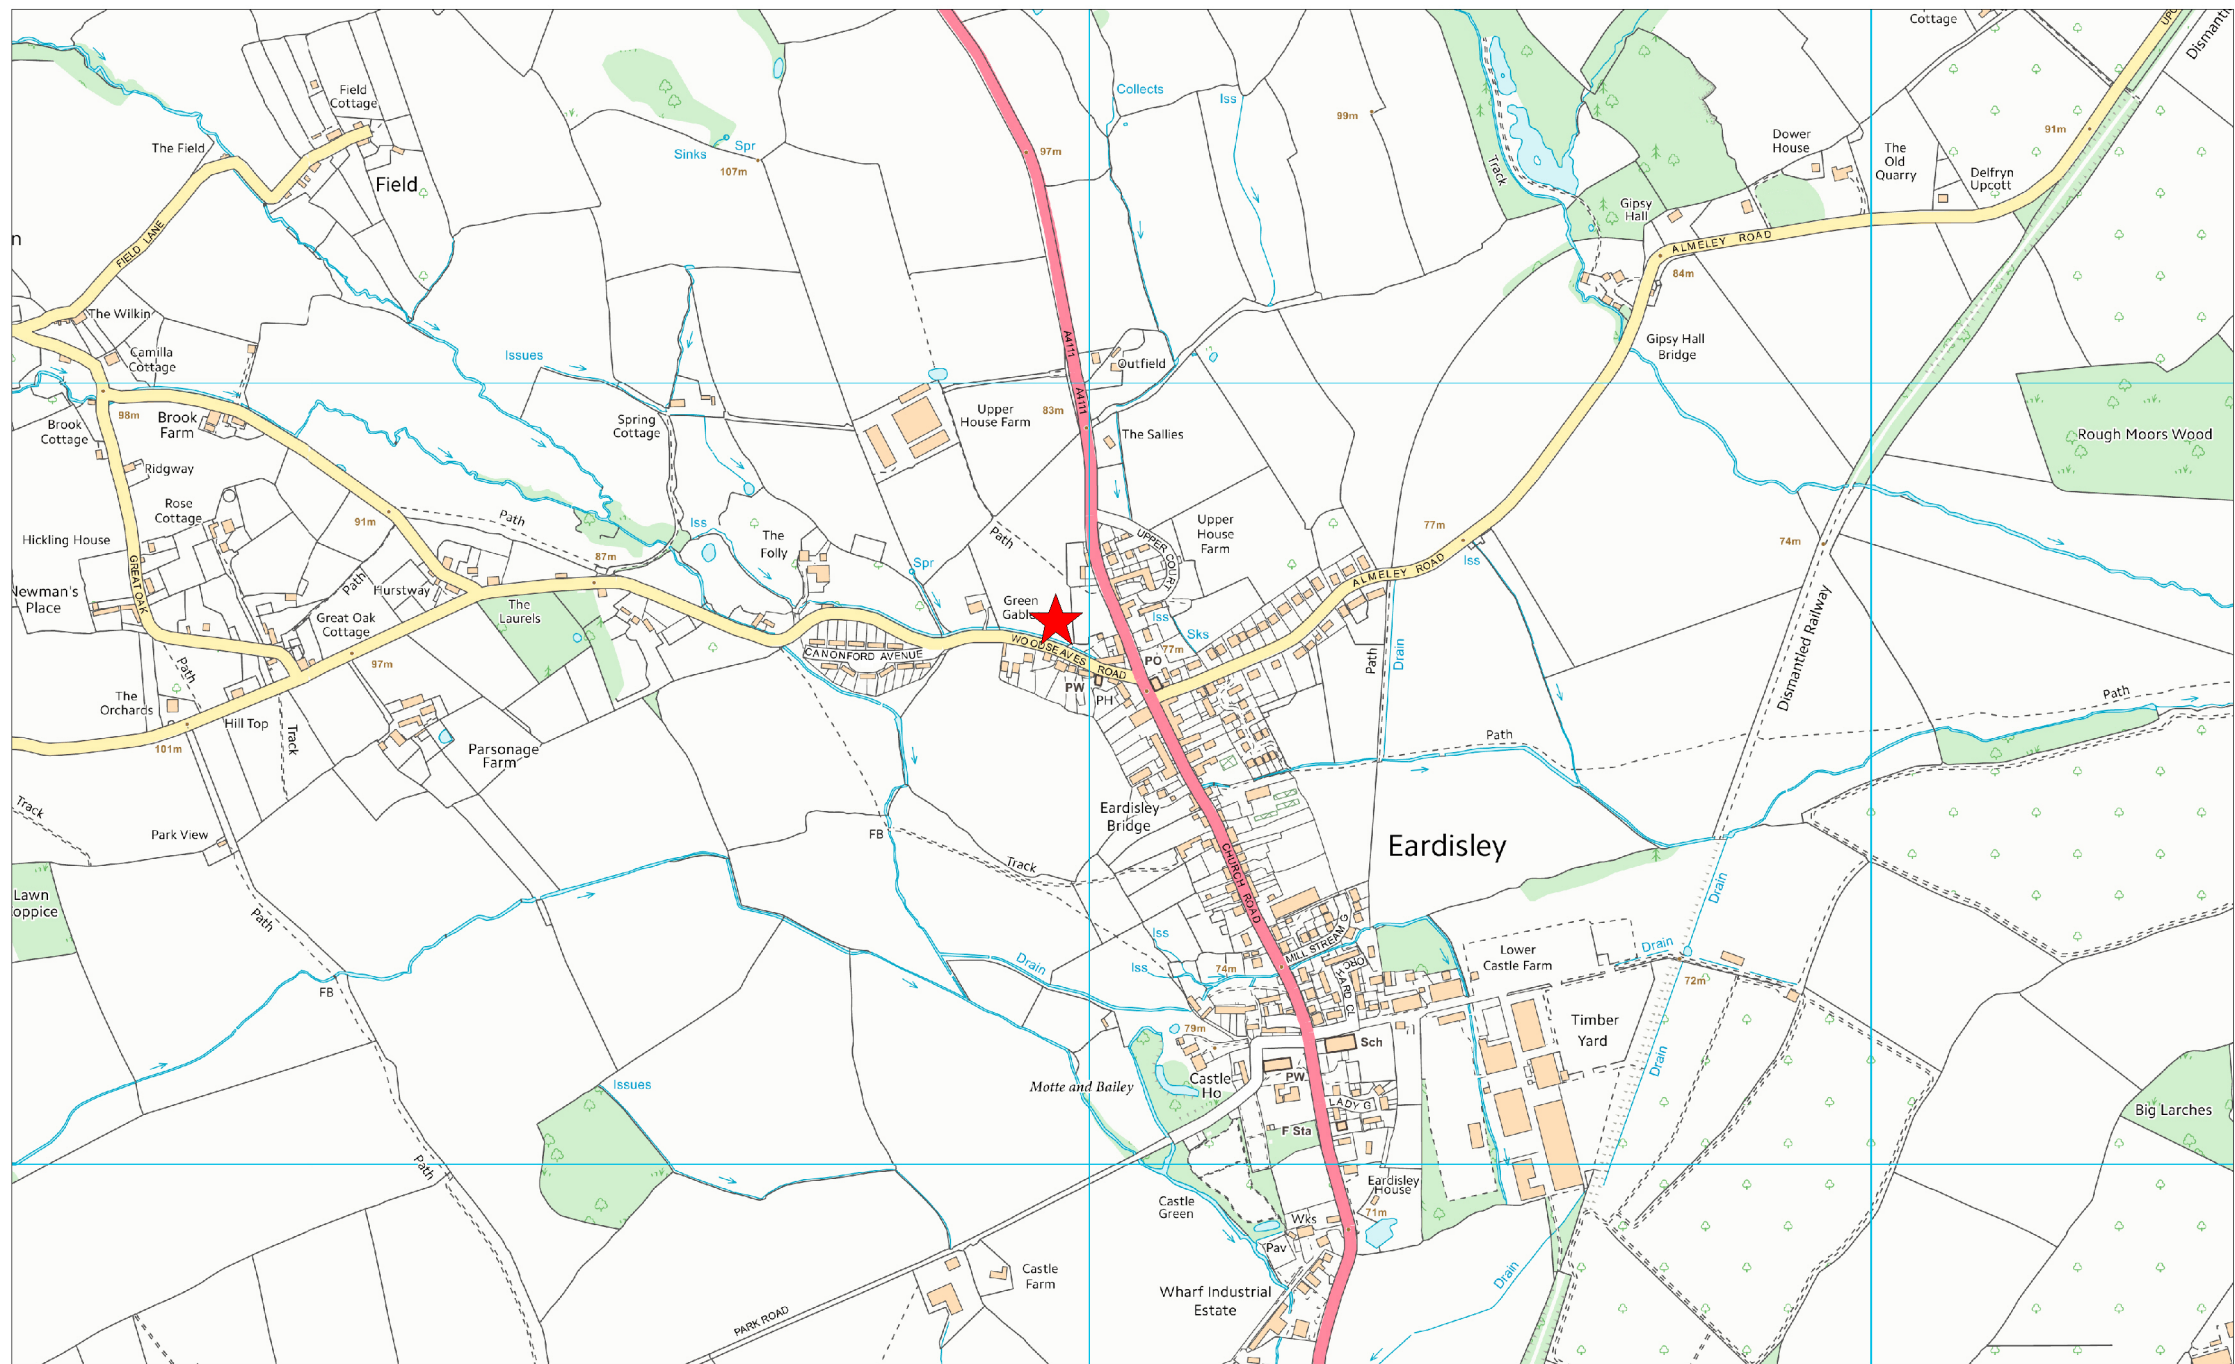 Cottage
UPC
Dismant
Field
Cottage
Collects
Iss
99m
91m
The Field
Sinks
Spr
97m
107m
Track
Dower
House
The
Old
Quarry
Delfryn
Upcott
Field
Gipsy
Hall
FIELD LANE
n
ALMELEY ROAD
84m
The Wilkin
Camilla
Cottage
Issues
A4111
Outfield
Gipsy Hall
Bridge
A4111
98m
Brook
Cottage
Brook
Farm
Spring
Cottage
Upper
House Farm
83m
The Sallies
Rough Moors Wood
Ridgway
Rose
Cottage
91m
Path
Iss
The
Folly
Path
Upper
House
Farm
UPPER COURT
77m
Hickling House
87m
Spr
ALMELEY ROAD
Iss
74m
GREAT OAK
Newman's
Place
Path
Hurstway
Great Oak
Cottage
The
Laurels
Green
Gabl
Iss
Sks
77m
WOODSEAVES ROAD
CANONFORD AVENUE
PO
PW
PH
Path
Drain
Dismantled Railway
Path
97m
The
Orchards
Path
Hill Top
101m
Track
Parsonage
Farm
Path
Track
Park View
Eardisley
Bridge
FB
Eardisley
Track
CHURCH ROAD
Lawn
oppice
Path
Drain
Iss
Iss
Drain
74m
MILL STREAM G
ORCHARD CL
Lower
Castle Farm
Drain
72m
FB
79m
Sch
Timber
Yard
Drain
Issues
Motte and Bailey
Castle
Ho
PW
LADY G
F Sta
Big Larches
Path
Castle
Green
Eardisley
House
71m
Wks
Pav
Castle
Farm
Drain
Wharf Industrial
Estate
PARK ROAD